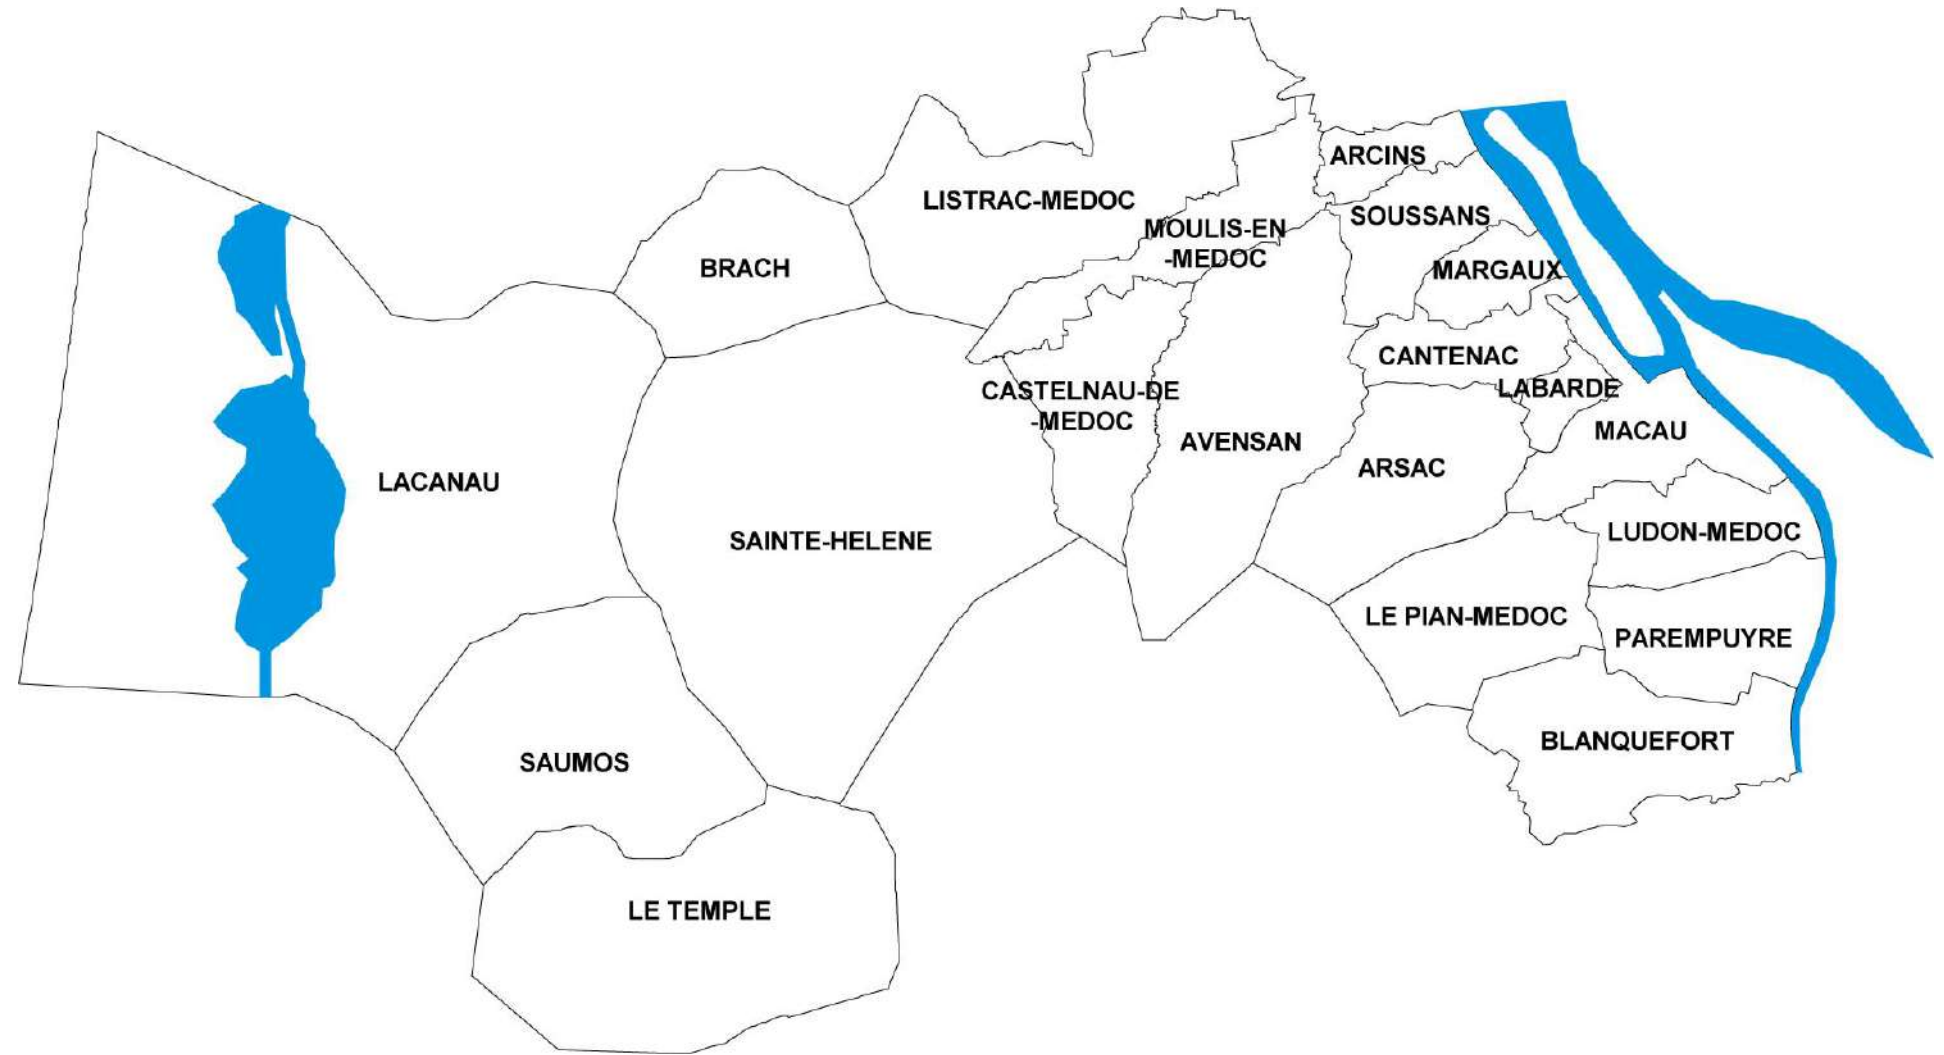 ARCINS
LISTRAC-MEDOC
SOUSSANS
MOULIS-EN
-MEDOC
BRACH
MARGAUX
CANTENAC
LABARDE
CASTELNAU-DE
-MEDOC
MACAU
AVENSAN
ARSAC
LACANAU
LUDON-MEDOC
SAINTE-HELENE
LE PIAN-MEDOC
PAREMPUYRE
BLANQUEFORT
SAUMOS
LE TEMPLE